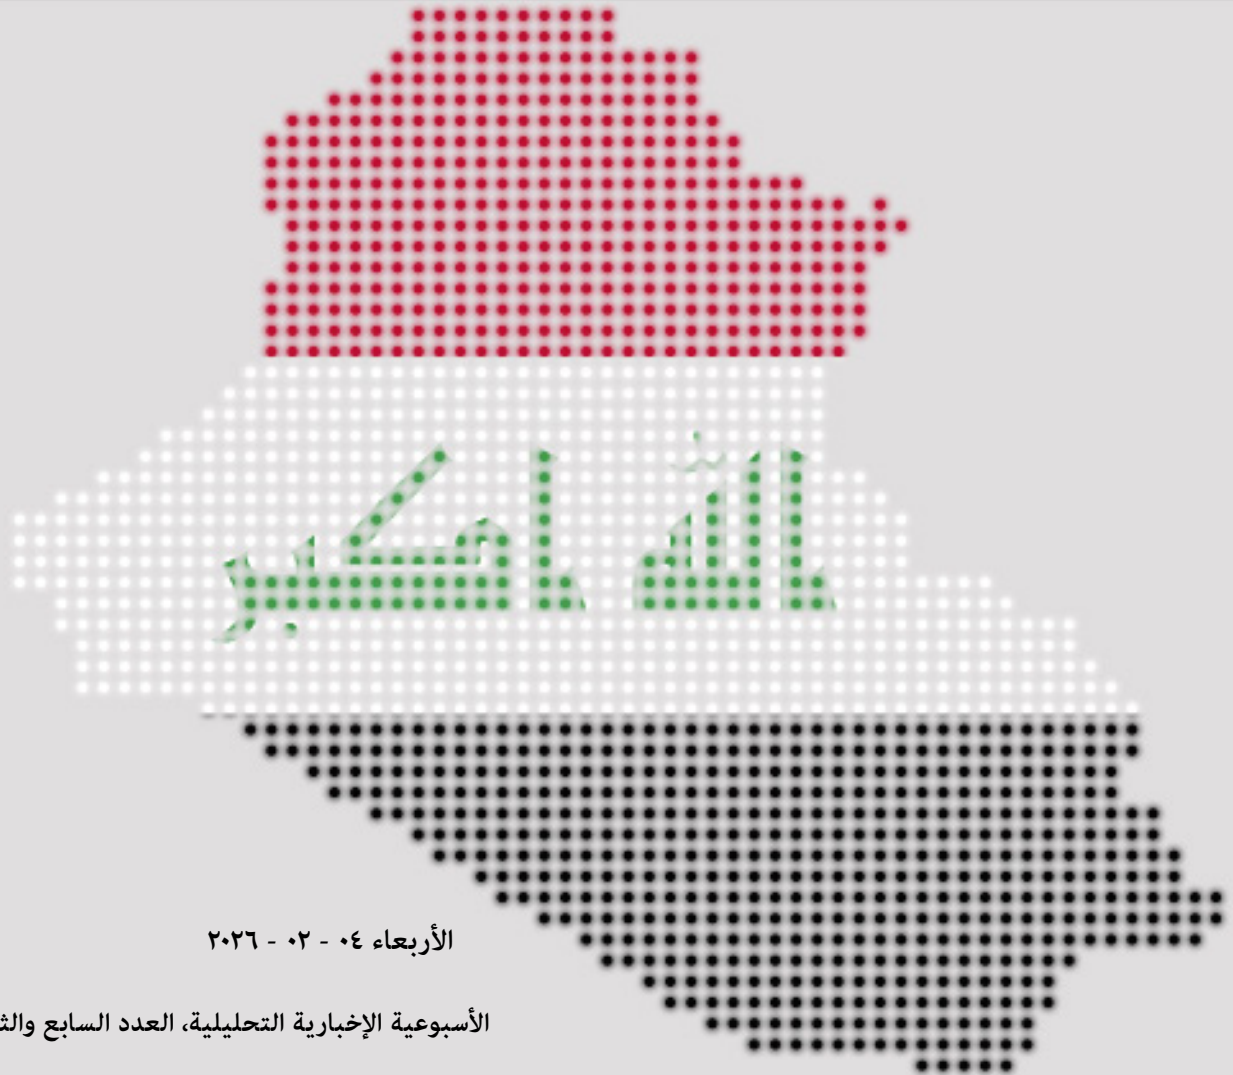 الله اكبر
الأربعاء ٠٤ - ٠٢ - ٢٠٢٦
الأسبوعية الإخبارية التحليلية، العدد السابع